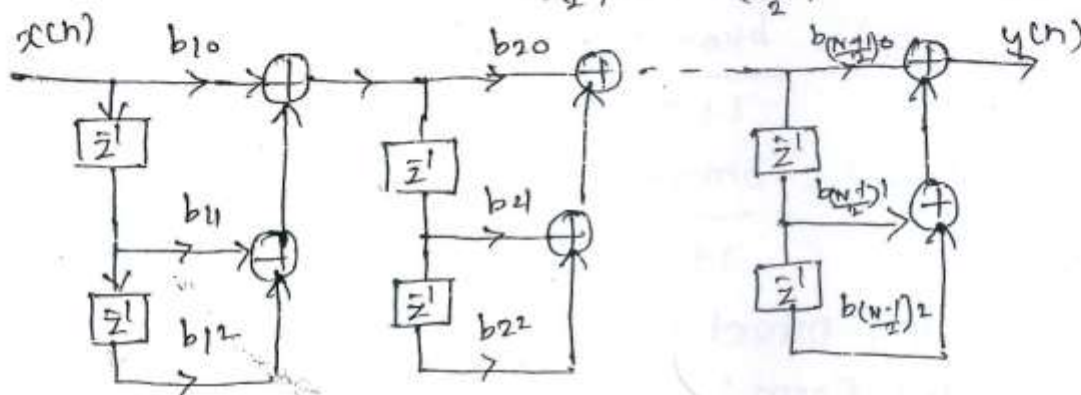 x(n) b10 b20 b(N-1/2)0 y(n)
z̄¹ z̄¹ z̄¹
b11 b21 b(N-1/2)1
z̄¹ z̄¹ z̄¹
b12 b22 b(N-1/2)2